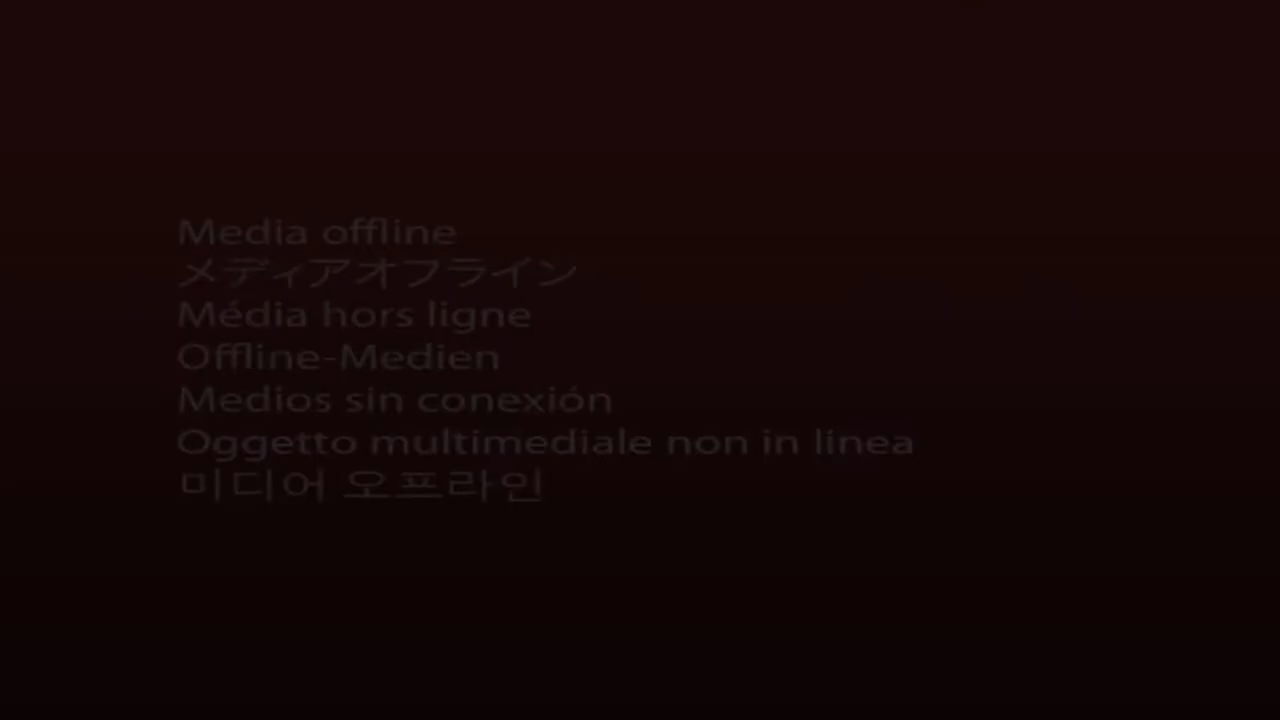 Media offline
メディアオフライン
Média hors ligne
Offline-Medien
Medios sin conexión
Oggetto multimediale non in linea
미디어 오프라인